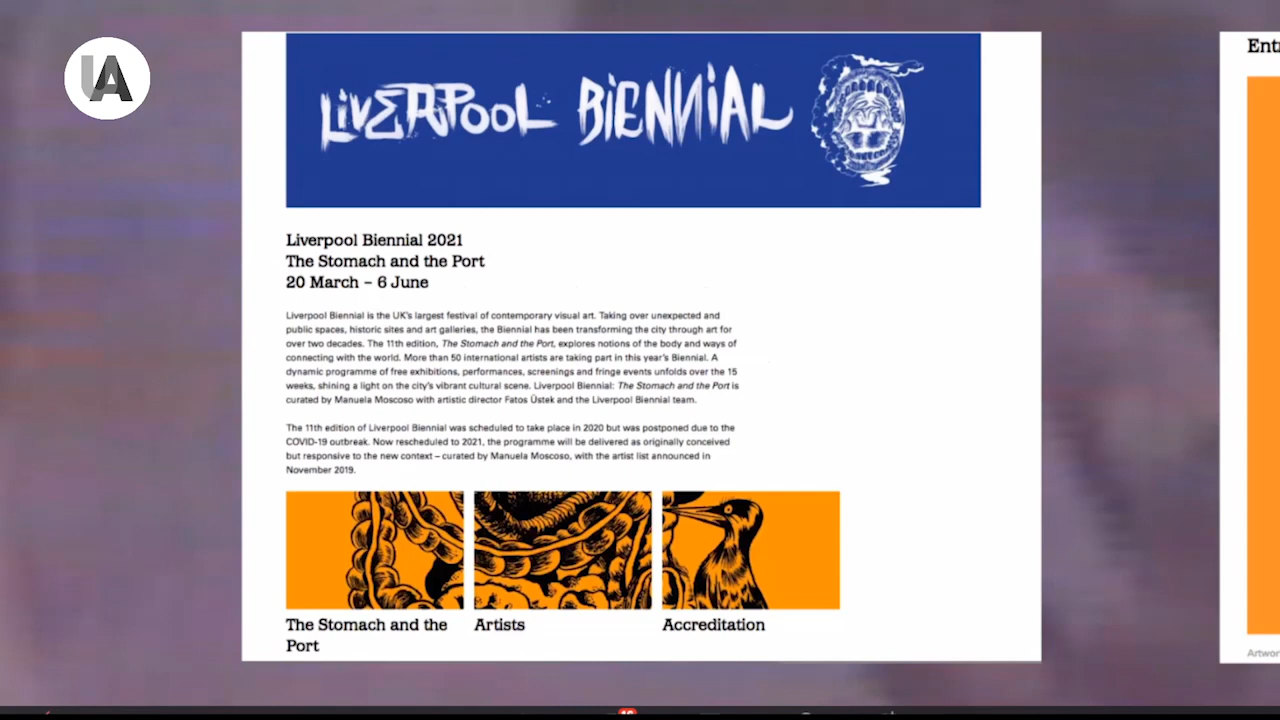 UA
LiVERPOOL BiENNiAL
Liverpool Biennial 2021
The Stomach and the Port
20 March – 6 June
Liverpool Biennial is the UK's largest festival of contemporary visual art. Taking over unexpected and
public spaces, historic sites and art galleries, the Biennial has been transforming the city through art for
over two decades. The 11th edition, The Stomach and the Port, explores notions of the body and ways of
connecting with the world. More than 50 international artists are taking part in this year's Biennial. A
dynamic programme of free exhibitions, performances, screenings and fringe events unfolds over the 15
weeks, shining a light on the city's vibrant cultural scene. Liverpool Biennial: The Stomach and the Port is
curated by Manuela Moscoso with artistic director Fatos Üstek and the Liverpool Biennial team.
The 11th edition of Liverpool Biennial was scheduled to take place in 2020 but was postponed due to the
COVID-19 outbreak. Now rescheduled to 2021, the programme will be delivered as originally conceived
but responsive to the new context – curated by Manuela Moscoso, with the artist list announced in
November 2019.
The Stomach and the
Port
Artists
Accreditation